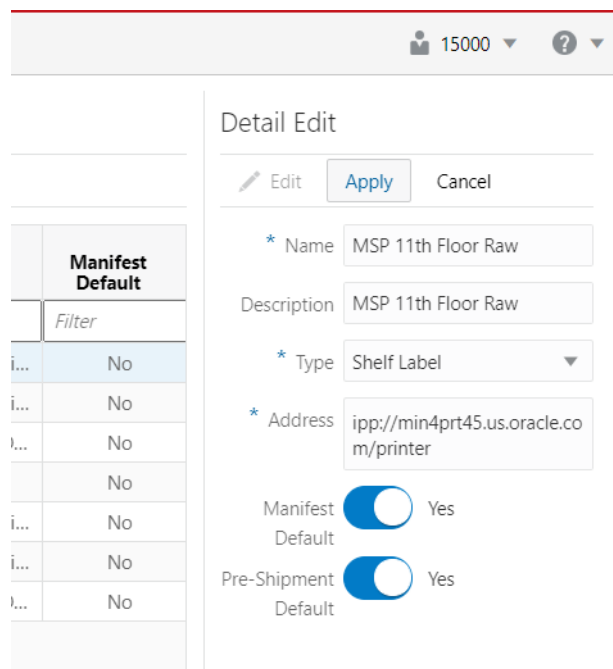 15000
Detail Edit
Edit Apply Cancel
Manifest
Default
Filter
i... No
i... No
... No
No
i... No
i... No
... No
* Name MSP 11th Floor Raw
Description MSP 11th Floor Raw
* Type Shelf Label
* Address ipp://min4prt45.us.oracle.co
m/printer
Manifest
Default Yes
Pre-Shipment
Default Yes